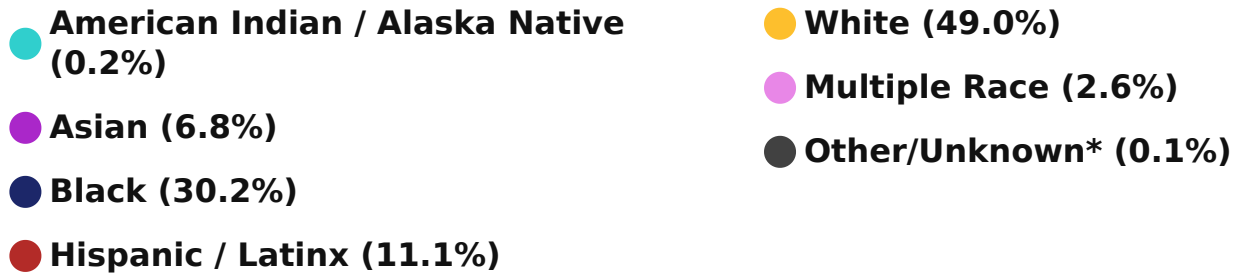 American Indian / Alaska Native
(0.2%)
Asian (6.8%)
Black (30.2%)
Hispanic / Latinx (11.1%)
White (49.0%)
Multiple Race (2.6%)
Other/Unknown* (0.1%)